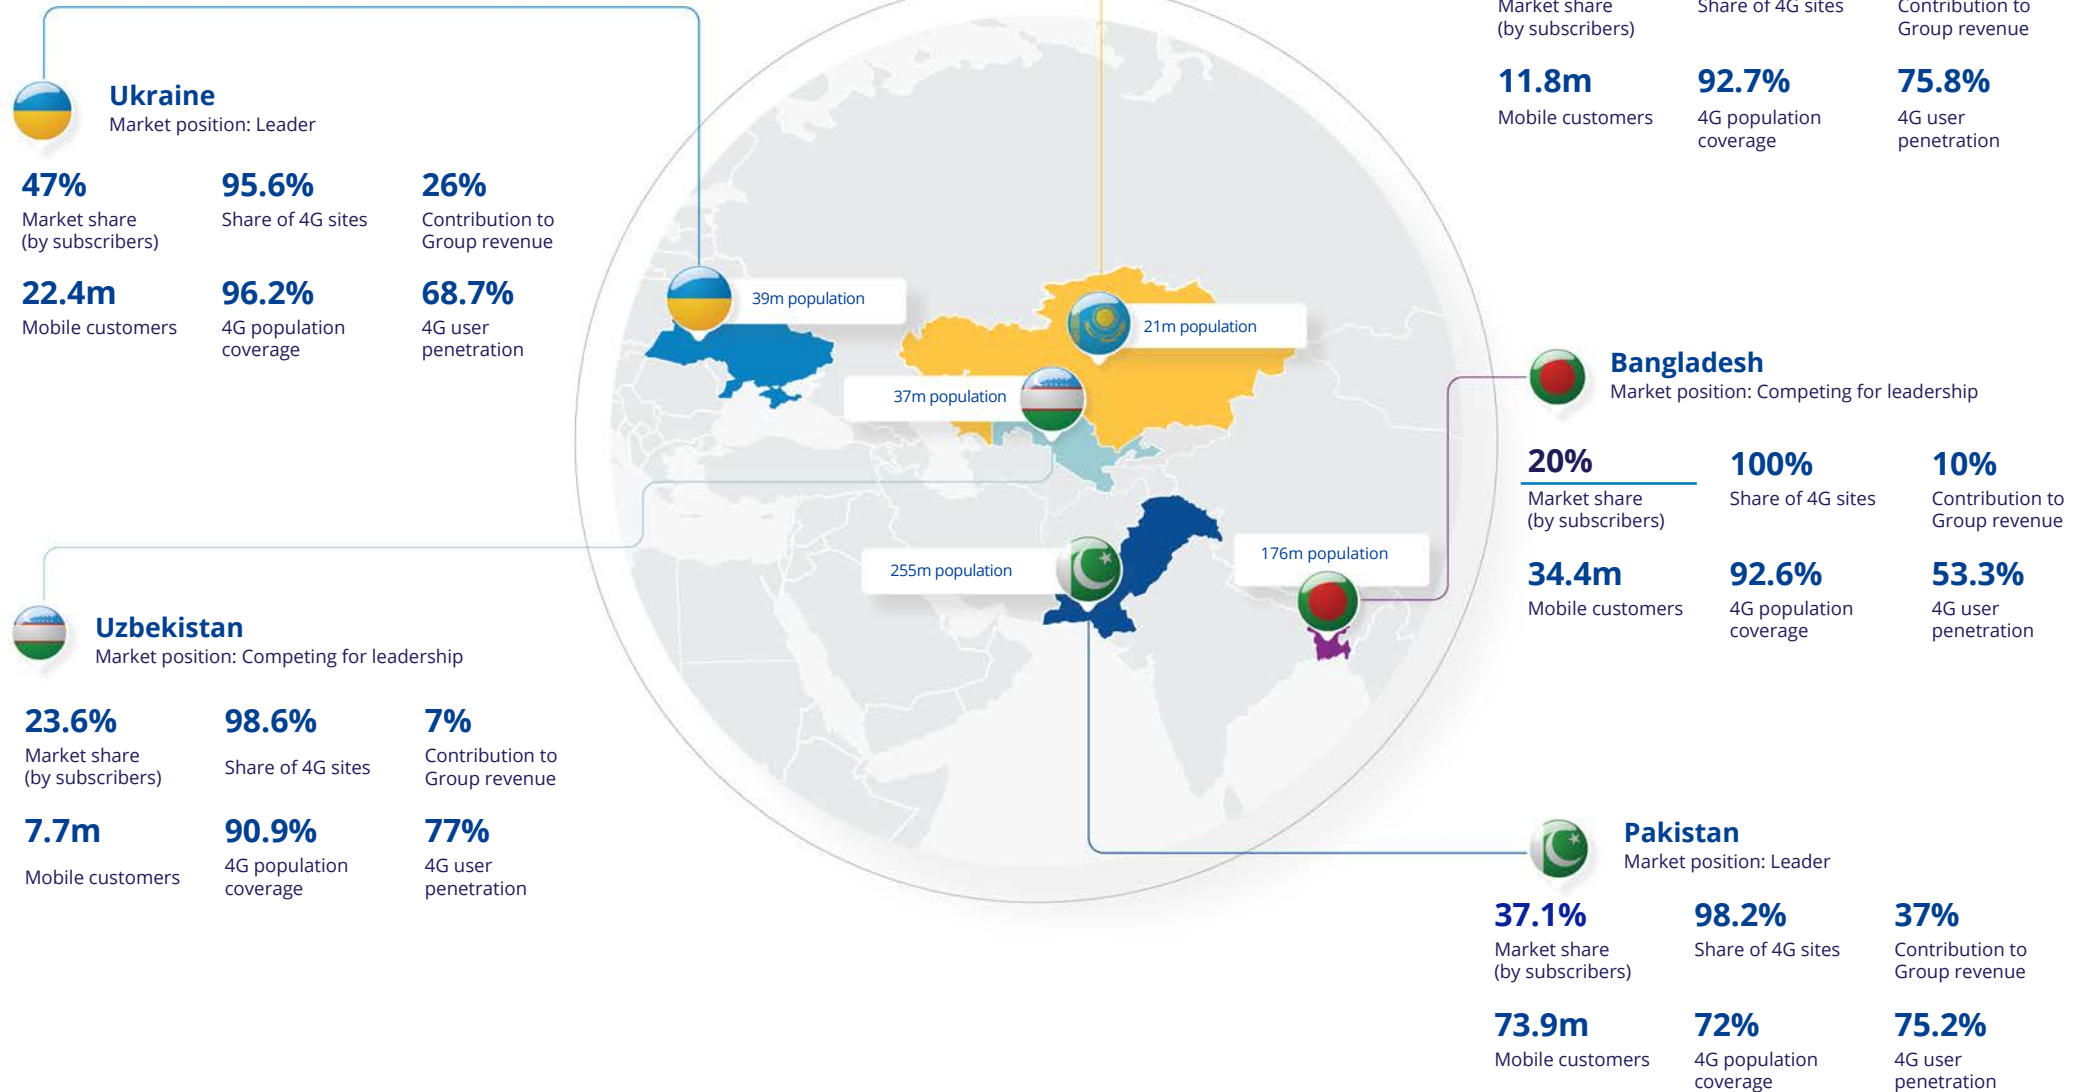 Market share
(by subscribers)
Share of 4G sites
Contribution to
Group revenue
11.8m
Mobile customers
92.7%
4G population
coverage
75.8%
4G user
penetration
Ukraine
Market position: Leader
47%
Market share
(by subscribers)
95.6%
Share of 4G sites
26%
Contribution to
Group revenue
22.4m
Mobile customers
96.2%
4G population
coverage
68.7%
4G user
penetration
39m population
21m population
37m population
255m population
176m population
Bangladesh
Market position: Competing for leadership
20%
Market share
(by subscribers)
100%
Share of 4G sites
10%
Contribution to
Group revenue
34.4m
Mobile customers
92.6%
4G population
coverage
53.3%
4G user
penetration
Uzbekistan
Market position: Competing for leadership
23.6%
Market share
(by subscribers)
98.6%
Share of 4G sites
7%
Contribution to
Group revenue
7.7m
Mobile customers
90.9%
4G population
coverage
77%
4G user
penetration
Pakistan
Market position: Leader
37.1%
Market share
(by subscribers)
98.2%
Share of 4G sites
37%
Contribution to
Group revenue
73.9m
Mobile customers
72%
4G population
coverage
75.2%
4G user
penetration